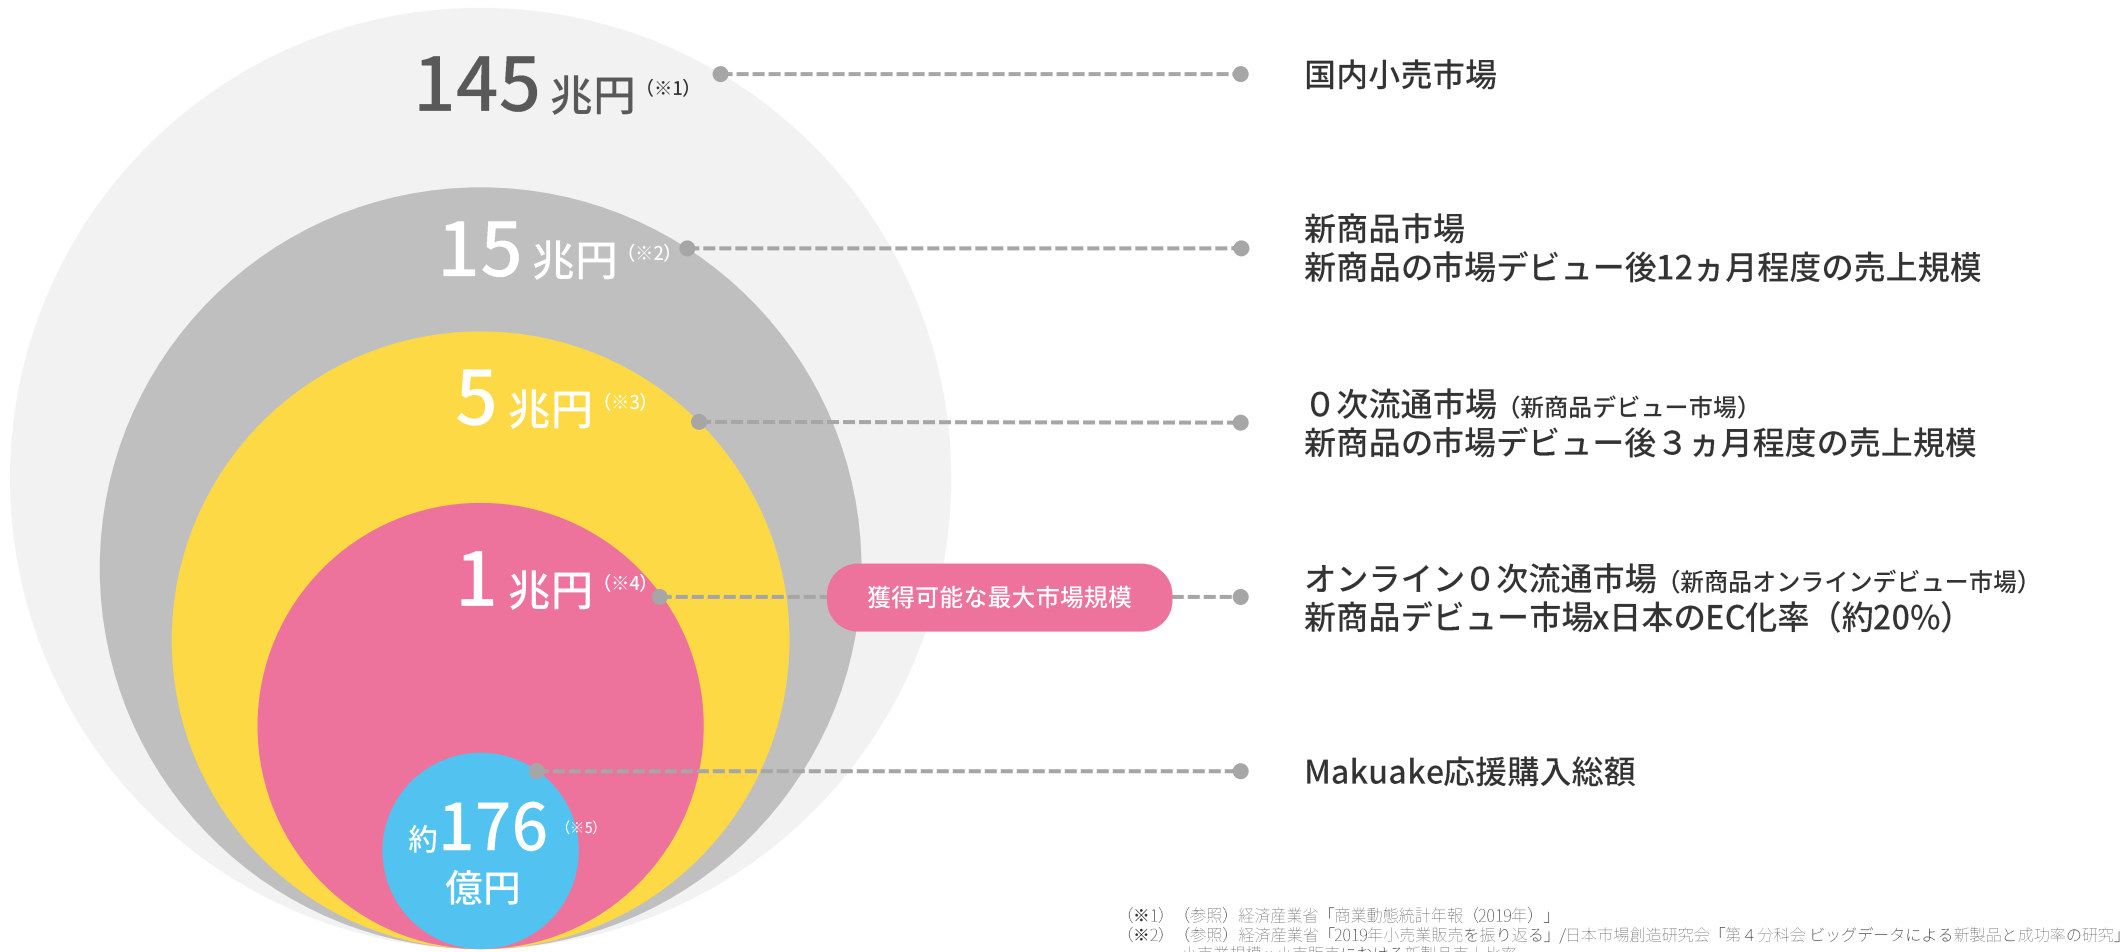 145 兆円 (※1)
国内小売市場
15 兆円 (※2)
新商品市場
新商品の市場デビュー後12ヵ月程度の売上規模
5 兆円 (※3)
０次流通市場（新商品デビュー市場）
新商品の市場デビュー後３ヵ月程度の売上規模
1 兆円 (※4)
獲得可能な最大市場規模
オンライン０次流通市場（新商品オンラインデビュー市場）
新商品デビュー市場x日本のEC化率（約20%）
Makuake応援購入総額
約176 (※5)
億円
（※1）（参照）経済産業省「商業動態統計年報（2019年）」
（※2）（参照）経済産業省「2019年小売業販売を振り返る」/日本市場創造研究会「第４分科会 ビッグデータによる新製品と成功率の研究」